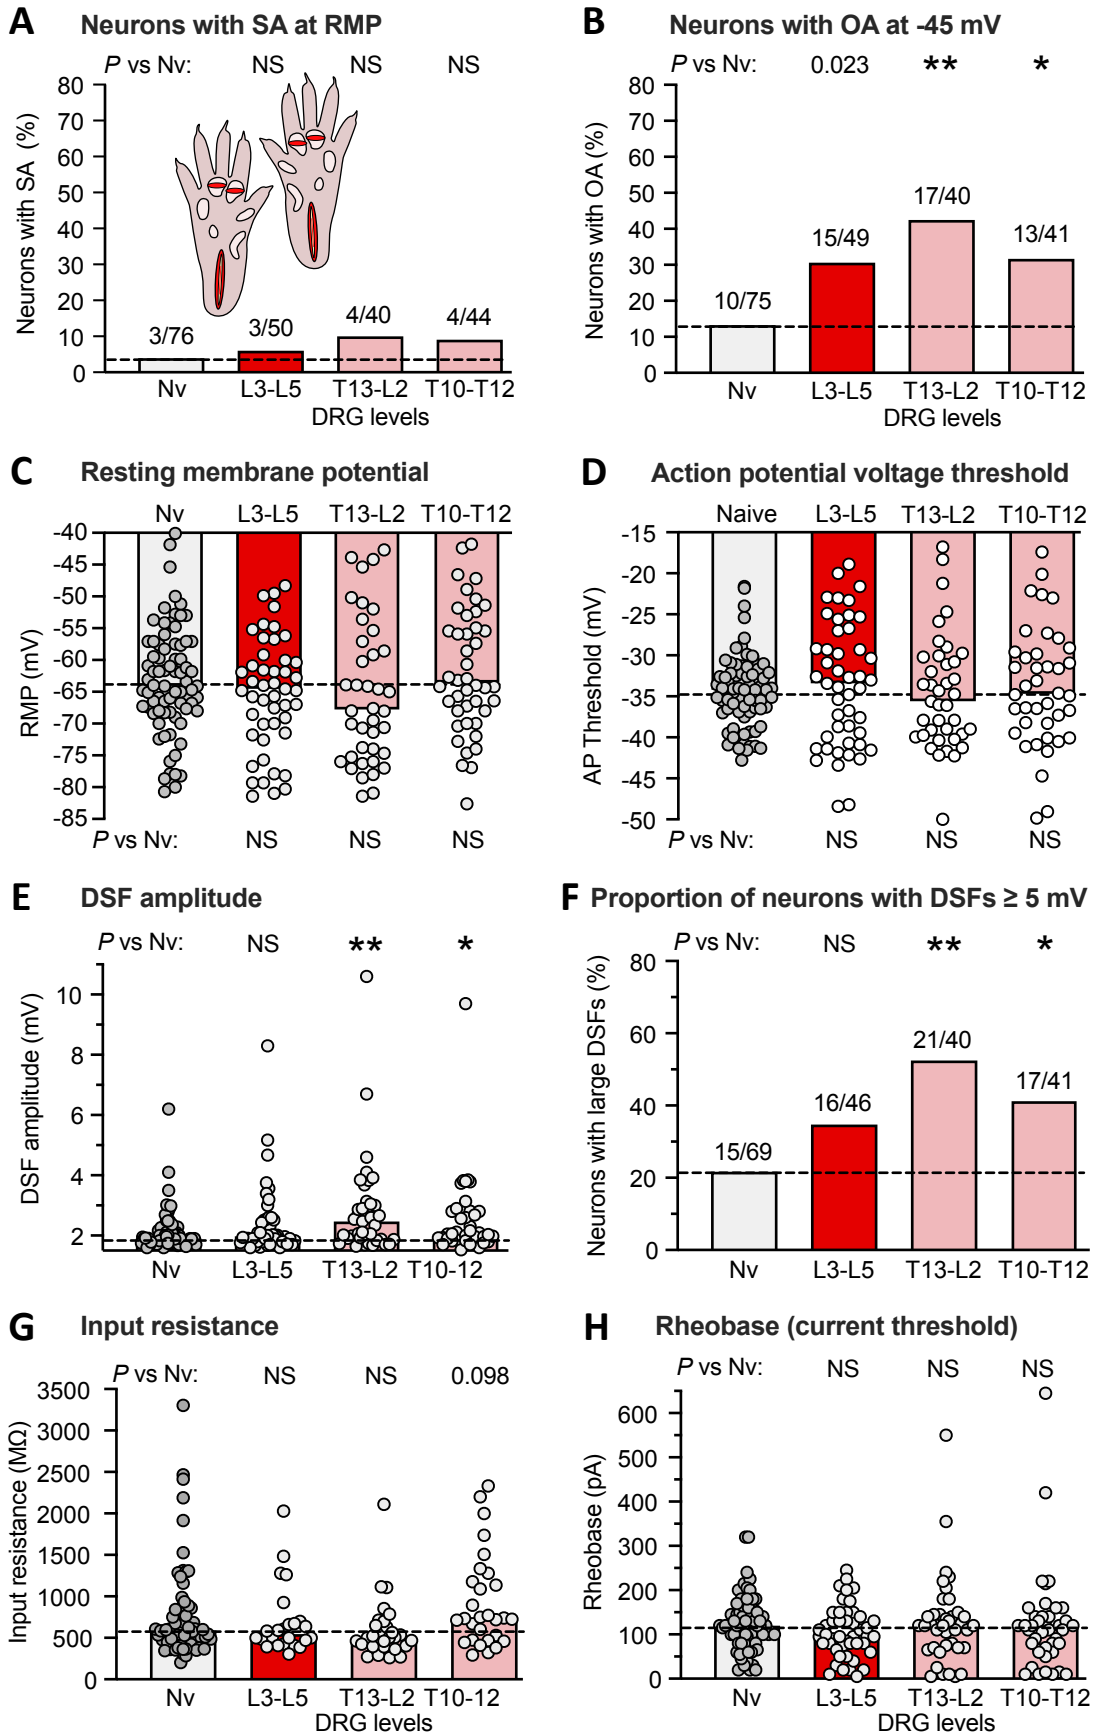 A Neurons with SA at RMP
P vs Nv: NS NS NS
Neurons with SA (%)
80
70
60
50
40
30
20
10
0
3/76 3/50 4/40 4/44
Nv L3-L5 T13-L2 T10-T12
DRG levels
B Neurons with OA at -45 mV
P vs Nv: 0.023 ** *
Neurons with OA (%)
80
70
60
50
40
30
20
10
0
10/75 15/49 17/40 13/41
Nv L3-L5 T13-L2 T10-T12
DRG levels
C Resting membrane potential
Nv L3-L5 T13-L2 T10-T12
RMP (mV)
-40
-45
-50
-55
-60
-65
-70
-75
-80
-85
P vs Nv: NS NS NS
D Action potential voltage threshold
Naive L3-L5 T13-L2 T10-T12
AP Threshold (mV)
-15
-20
-25
-30
-35
-40
-45
-50
NS NS NS
E DSF amplitude
P vs Nv: NS ** *
DSF amplitude (mV)
10
8
6
4
2
Nv L3-L5 T13-L2 T10-12
F Proportion of neurons with DSFs ≥ 5 mV
P vs Nv: NS ** *
Neurons with large DSFs (%)
80
60
40
20
0
15/69 16/46 21/40 17/41
Nv L3-L5 T13-L2 T10-T12
G Input resistance
P vs Nv: NS NS 0.098
Input resistance (MΩ)
3500
3000
2500
2000
1500
1000
500
0
Nv L3-L5 T13-L2 T10-12
DRG levels
H Rheobase (current threshold)
P vs Nv: NS NS NS
Rheobase (pA)
600
500
400
300
200
100
0
Nv L3-L5 T13-L2 T10-T12
DRG levels